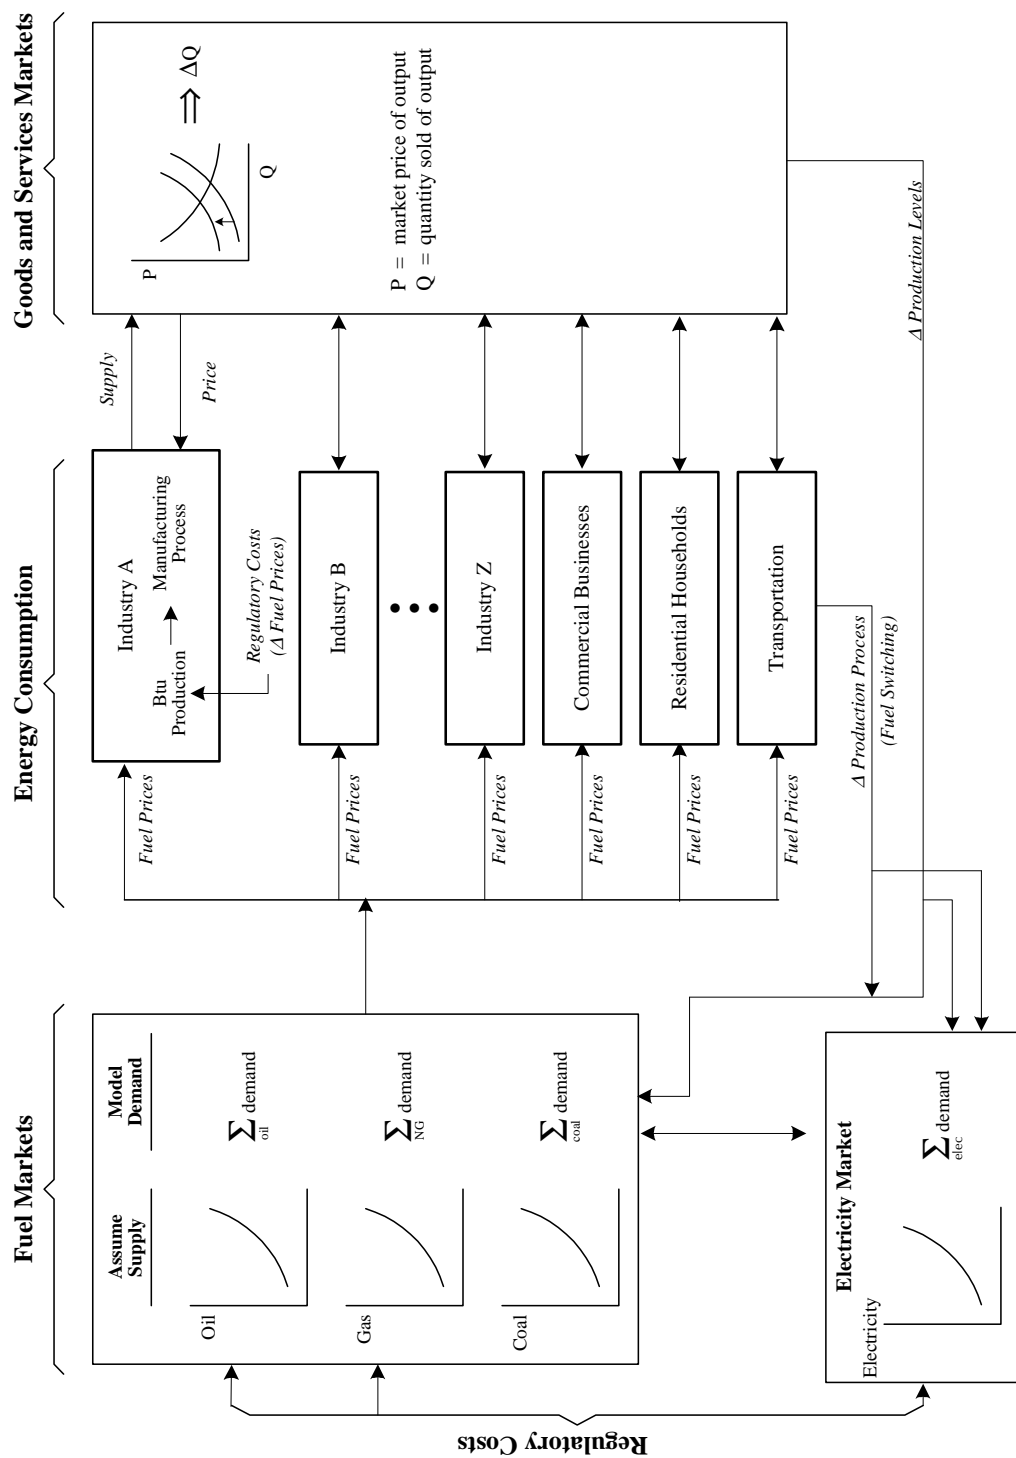 Fuel Markets
Energy Consumption
Goods and Services Markets
Regulatory Costs
Assume
Supply
Model
Demand
Oil
∑ demand
oil
Gas
∑ demand
NG
Coal
∑ demand
coal
Electricity Market
Electricity
∑ demand
elec
Fuel Prices
Industry A
Btu
Production
Manufacturing
Process
Regulatory Costs
(Δ Fuel Prices)
Fuel Prices
Industry B
Fuel Prices
Industry Z
Fuel Prices
Commercial Businesses
Fuel Prices
Residential Households
Fuel Prices
Transportation
Supply
Price
P
Q
⇒ ΔQ
P = market price of output
Q = quantity sold of output
Δ Production Process
(Fuel Switching)
Δ Production Levels